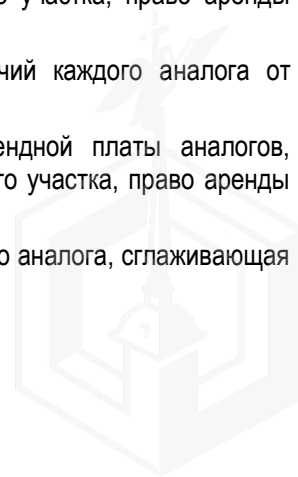 участка, право аренды
чий каждого аналога от
ендной платы аналогов,
го участка, право аренды
о аналога, сглаживающая